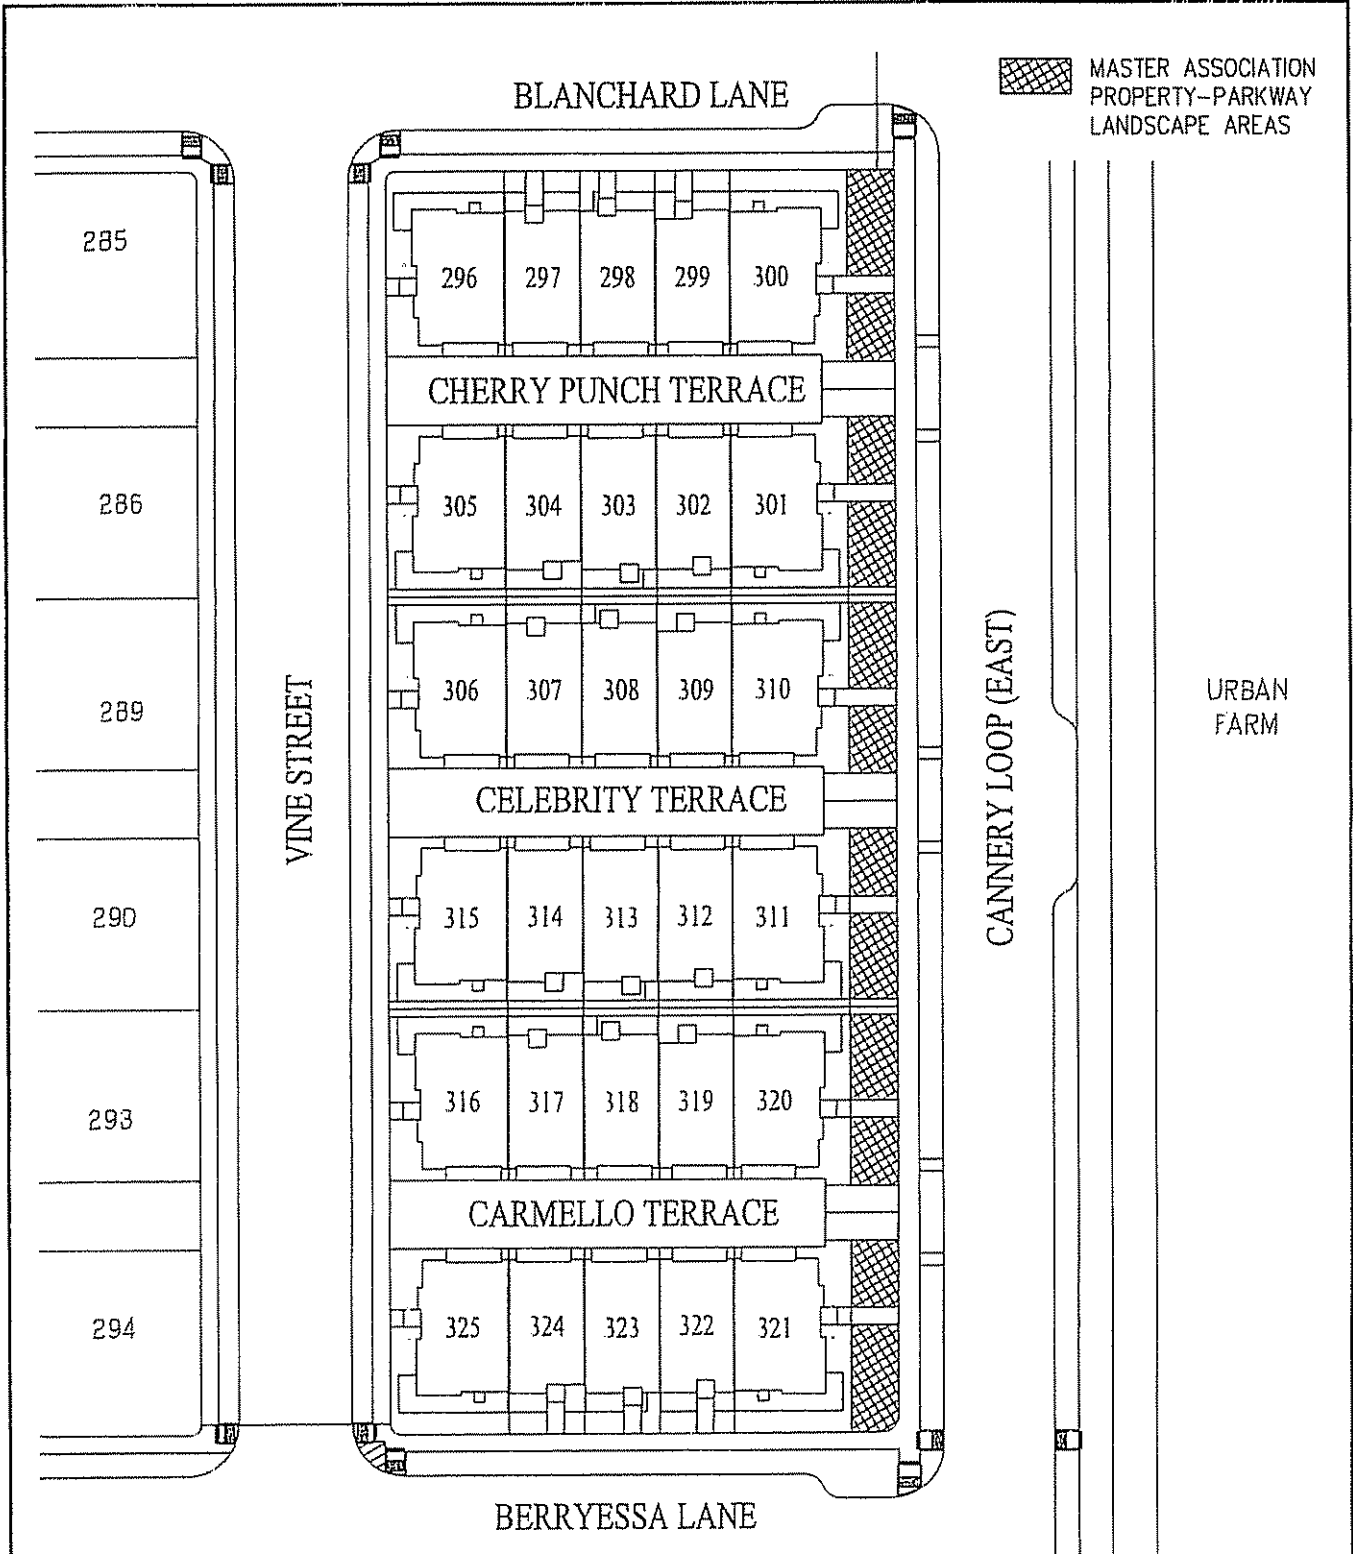 BLANCHARD LANE
MASTER ASSOCIATION
PROPERTY-PARKWAY
LANDSCAPE AREAS
285
296 297 298 299 300
CHERRY PUNCH TERRACE
286
305 304 303 302 301
289
306 307 308 309 310
VINE STREET
CELEBRITY TERRACE
CANNERY LOOP (EAST)
URBAN
FARM
290
315 314 313 312 311
293
316 317 318 319 320
CARMELLO TERRACE
294
325 324 323 322 321
BERRYESSA LANE